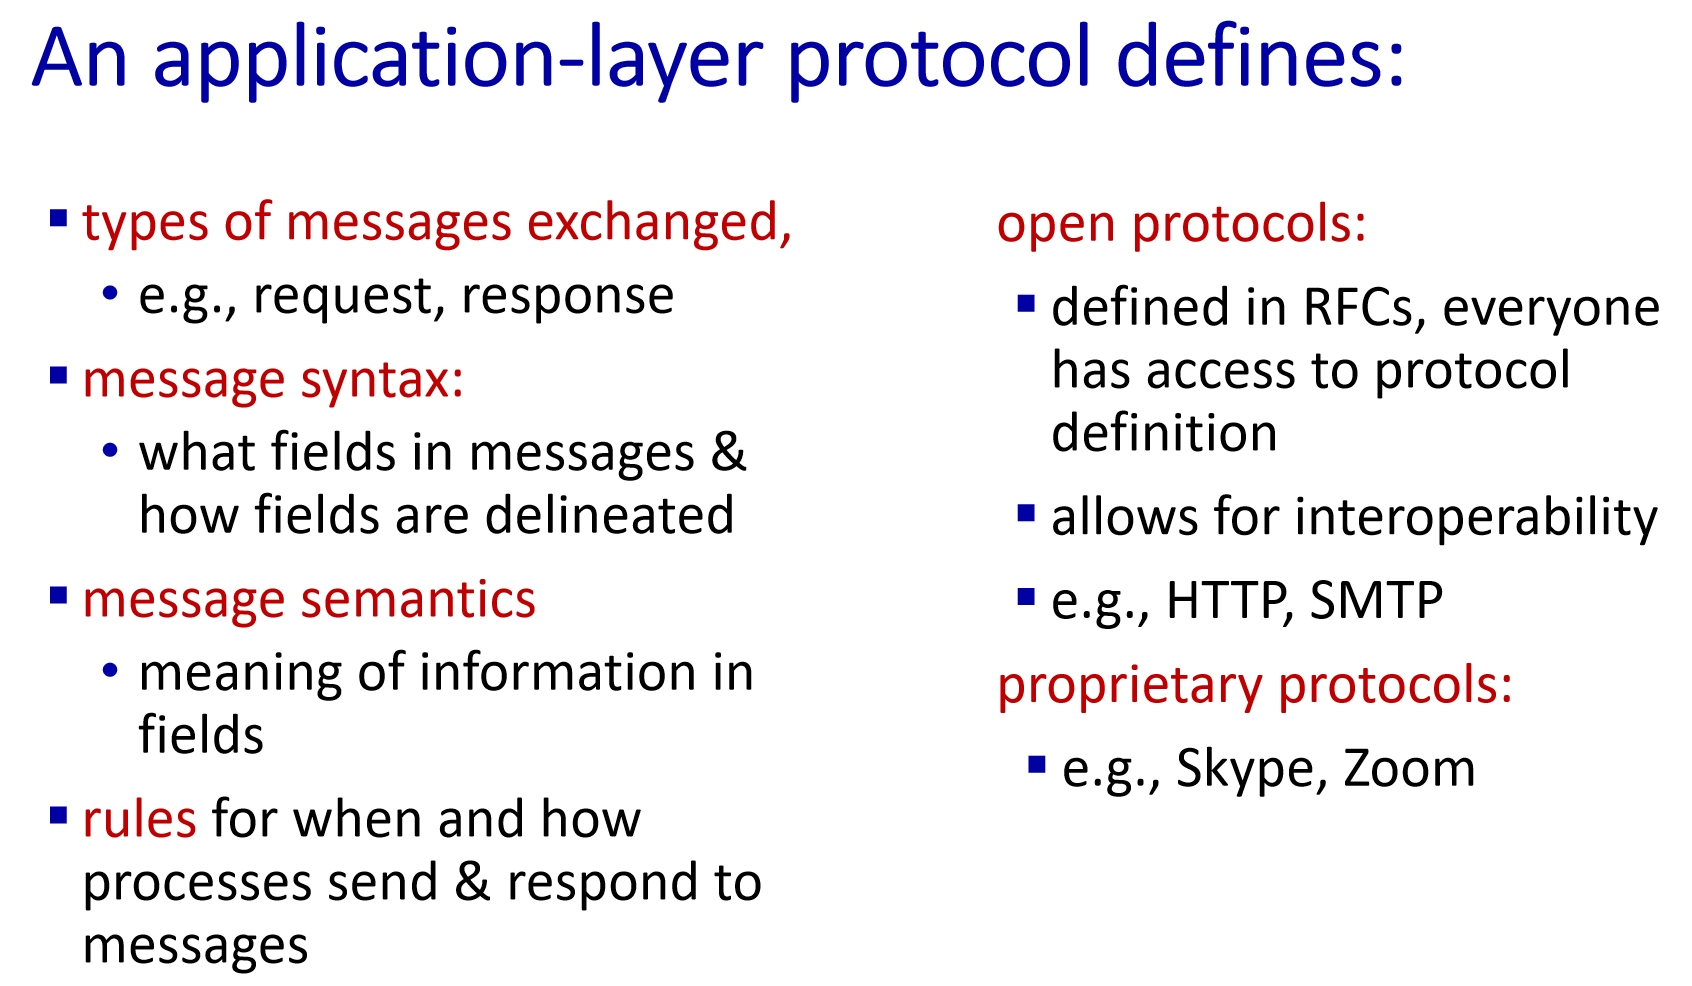 An application-layer protocol defines:
▪ types of messages exchanged,
• e.g., request, response
▪ message syntax:
• what fields in messages &
how fields are delineated
▪ message semantics
• meaning of information in
fields
▪ rules for when and how
processes send & respond to
messages
open protocols:
▪ defined in RFCs, everyone
has access to protocol
definition
▪ allows for interoperability
▪ e.g., HTTP, SMTP
proprietary protocols:
▪ e.g., Skype, Zoom